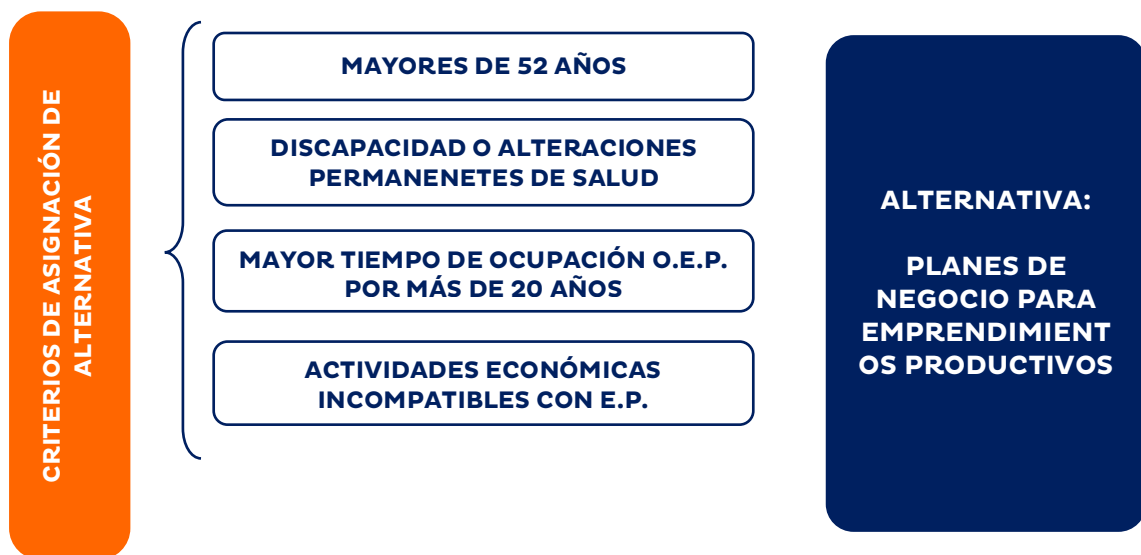 CRITERIOS DE ASIGNACIÓN DE
ALTERNATIVA
MAYORES DE 52 AÑOS
DISCAPACIDAD O ALTERACIONES
PERMANENETES DE SALUD
MAYOR TIEMPO DE OCUPACIÓN O.E.P.
POR MÁS DE 20 AÑOS
ACTIVIDADES ECONÓMICAS
INCOMPATIBLES CON E.P.
ALTERNATIVA:
PLANES DE
NEGOCIO PARA
EMPRENDIMIENT
OS PRODUCTIVOS